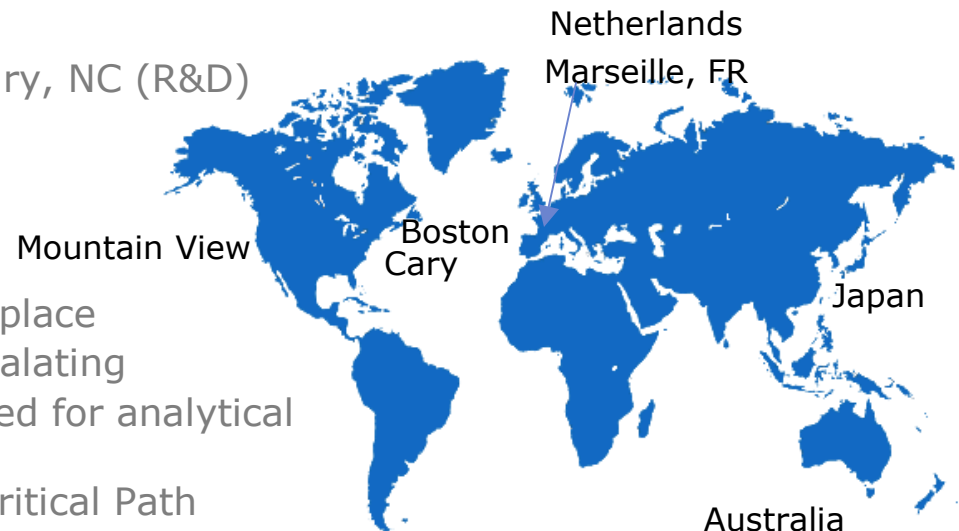 Netherlands
Marseille, FR
ry, NC (R&D)
Mountain View
Boston
Cary
Japan
place
alating
ed for analytical
ritical Path
Australia